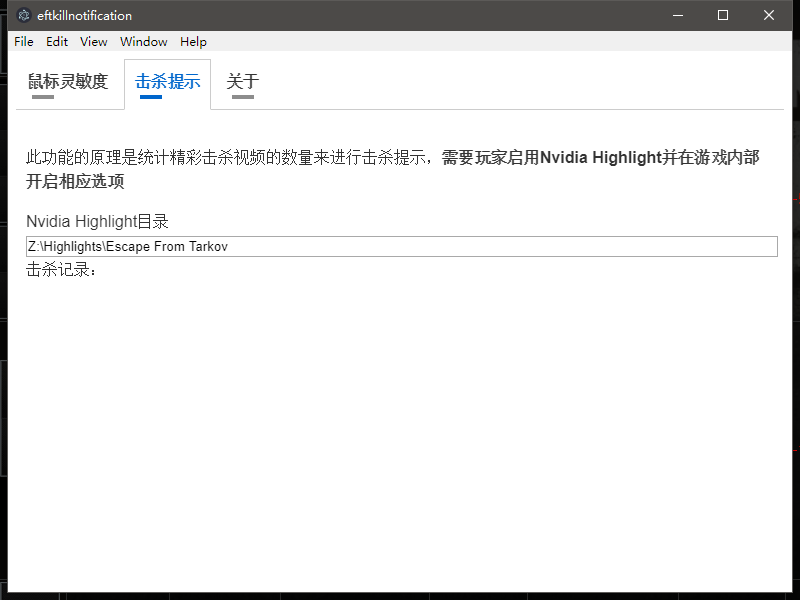 eftkillnotification
File Edit View Window Help
鼠标灵敏度 击杀提示 关于
此功能的原理是统计精彩击杀视频的数量来进行击杀提示，需要玩家启用Nvidia Highlight并在游戏内部
开启相应选项
Nvidia Highlight目录
Z:\Highlights\Escape From Tarkov
击杀记录：